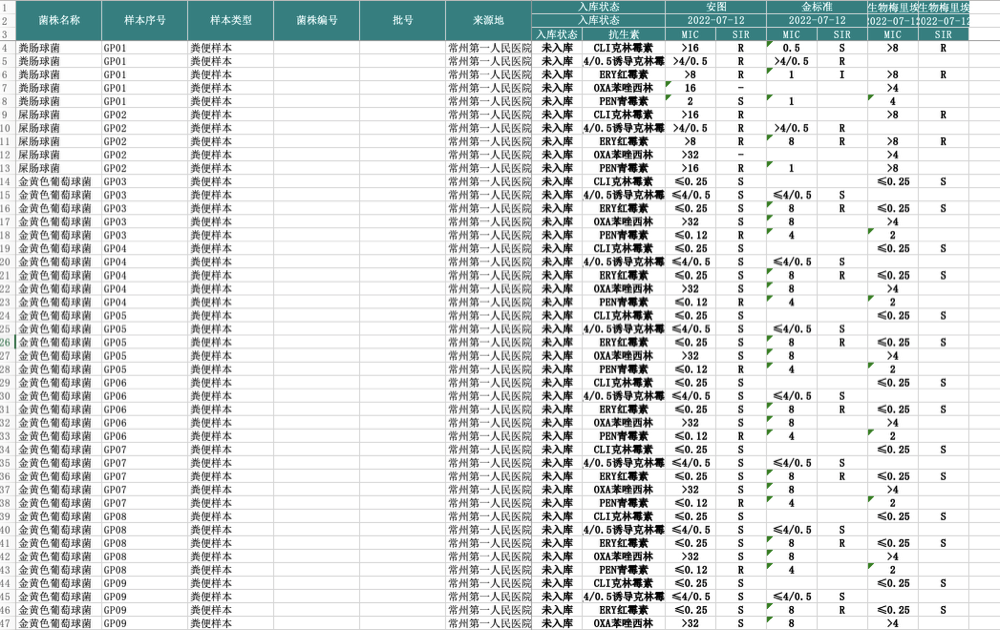 1 菌株名称 样本序号 样本类型 菌株编号 批号 来源地 入库状态 安图 金标准 生物梅里埃 生物梅里埃
2 入库状态 2022-07-12 2022-07-12 2022-07-12 2022-07-12
3 入库状态 抗生素 MIC SIR MIC SIR MIC SIR
4 粪肠球菌 GP01 粪便样本 常州第一人民医院 未入库 CLI克林霉素 >16 R 0.5 S >8 R
5 粪肠球菌 GP01 粪便样本 常州第一人民医院 未入库 4/0.5诱导克林霉 >4/0.5 R >4/0.5 R
6 粪肠球菌 GP01 粪便样本 常州第一人民医院 未入库 ERY红霉素 >8 R 1 I >8 R
7 粪肠球菌 GP01 粪便样本 常州第一人民医院 未入库 OXA苯唑西林 16 - >4
8 粪肠球菌 GP01 粪便样本 常州第一人民医院 未入库 PEN青霉素 2 S 1 4
9 屎肠球菌 GP02 粪便样本 常州第一人民医院 未入库 CLI克林霉素 >16 R >8 R
10 屎肠球菌 GP02 粪便样本 常州第一人民医院 未入库 4/0.5诱导克林霉 >4/0.5 R >4/0.5 R
11 屎肠球菌 GP02 粪便样本 常州第一人民医院 未入库 ERY红霉素 >8 R 8 R >8 R
12 屎肠球菌 GP02 粪便样本 常州第一人民医院 未入库 OXA苯唑西林 >32 - >4
13 屎肠球菌 GP02 粪便样本 常州第一人民医院 未入库 PEN青霉素 >16 R 1 >8
14 金黄色葡萄球菌 GP03 粪便样本 常州第一人民医院 未入库 CLI克林霉素 ≤0.25 S ≤0.25 S
15 金黄色葡萄球菌 GP03 粪便样本 常州第一人民医院 未入库 4/0.5诱导克林霉 ≤4/0.5 S ≤4/0.5 S
16 金黄色葡萄球菌 GP03 粪便样本 常州第一人民医院 未入库 ERY红霉素 ≤0.25 S 8 R ≤0.25 S
17 金黄色葡萄球菌 GP03 粪便样本 常州第一人民医院 未入库 OXA苯唑西林 >32 S 8 >4
18 金黄色葡萄球菌 GP03 粪便样本 常州第一人民医院 未入库 PEN青霉素 ≤0.12 R 4 2
19 金黄色葡萄球菌 GP04 粪便样本 常州第一人民医院 未入库 CLI克林霉素 ≤0.25 S ≤0.25 S
20 金黄色葡萄球菌 GP04 粪便样本 常州第一人民医院 未入库 4/0.5诱导克林霉 ≤4/0.5 S ≤4/0.5 S
21 金黄色葡萄球菌 GP04 粪便样本 常州第一人民医院 未入库 ERY红霉素 ≤0.25 S 8 R ≤0.25 S
22 金黄色葡萄球菌 GP04 粪便样本 常州第一人民医院 未入库 OXA苯唑西林 >32 S 8 >4
23 金黄色葡萄球菌 GP04 粪便样本 常州第一人民医院 未入库 PEN青霉素 ≤0.12 R 4 2
24 金黄色葡萄球菌 GP05 粪便样本 常州第一人民医院 未入库 CLI克林霉素 ≤0.25 S ≤0.25 S
25 金黄色葡萄球菌 GP05 粪便样本 常州第一人民医院 未入库 4/0.5诱导克林霉 ≤4/0.5 S ≤4/0.5 S
26 金黄色葡萄球菌 GP05 粪便样本 常州第一人民医院 未入库 ERY红霉素 ≤0.25 S 8 R ≤0.25 S
27 金黄色葡萄球菌 GP05 粪便样本 常州第一人民医院 未入库 OXA苯唑西林 >32 S 8 >4
28 金黄色葡萄球菌 GP05 粪便样本 常州第一人民医院 未入库 PEN青霉素 ≤0.12 R 4 2
29 金黄色葡萄球菌 GP06 粪便样本 常州第一人民医院 未入库 CLI克林霉素 ≤0.25 S ≤0.25 S
30 金黄色葡萄球菌 GP06 粪便样本 常州第一人民医院 未入库 4/0.5诱导克林霉 ≤4/0.5 S ≤4/0.5 S
31 金黄色葡萄球菌 GP06 粪便样本 常州第一人民医院 未入库 ERY红霉素 ≤0.25 S 8 R ≤0.25 S
32 金黄色葡萄球菌 GP06 粪便样本 常州第一人民医院 未入库 OXA苯唑西林 >32 S 8 >4
33 金黄色葡萄球菌 GP06 粪便样本 常州第一人民医院 未入库 PEN青霉素 ≤0.12 R 4 2
34 金黄色葡萄球菌 GP07 粪便样本 常州第一人民医院 未入库 CLI克林霉素 ≤0.25 S ≤0.25 S
35 金黄色葡萄球菌 GP07 粪便样本 常州第一人民医院 未入库 4/0.5诱导克林霉 ≤4/0.5 S ≤4/0.5 S
36 金黄色葡萄球菌 GP07 粪便样本 常州第一人民医院 未入库 ERY红霉素 ≤0.25 S 8 R ≤0.25 S
37 金黄色葡萄球菌 GP07 粪便样本 常州第一人民医院 未入库 OXA苯唑西林 >32 S 8 >4
38 金黄色葡萄球菌 GP07 粪便样本 常州第一人民医院 未入库 PEN青霉素 ≤0.12 R 4 2
39 金黄色葡萄球菌 GP08 粪便样本 常州第一人民医院 未入库 CLI克林霉素 ≤0.25 S ≤0.25 S
40 金黄色葡萄球菌 GP08 粪便样本 常州第一人民医院 未入库 4/0.5诱导克林霉 ≤4/0.5 S ≤4/0.5 S
41 金黄色葡萄球菌 GP08 粪便样本 常州第一人民医院 未入库 ERY红霉素 ≤0.25 S 8 R ≤0.25 S
42 金黄色葡萄球菌 GP08 粪便样本 常州第一人民医院 未入库 OXA苯唑西林 >32 S 8 >4
43 金黄色葡萄球菌 GP08 粪便样本 常州第一人民医院 未入库 PEN青霉素 ≤0.12 R 4 2
44 金黄色葡萄球菌 GP09 粪便样本 常州第一人民医院 未入库 CLI克林霉素 ≤0.25 S ≤0.25 S
45 金黄色葡萄球菌 GP09 粪便样本 常州第一人民医院 未入库 4/0.5诱导克林霉 ≤4/0.5 S ≤4/0.5 S
46 金黄色葡萄球菌 GP09 粪便样本 常州第一人民医院 未入库 ERY红霉素 ≤0.25 S 8 R ≤0.25 S
47 金黄色葡萄球菌 GP09 粪便样本 常州第一人民医院 未入库 OXA苯唑西林 >32 S 8 >4